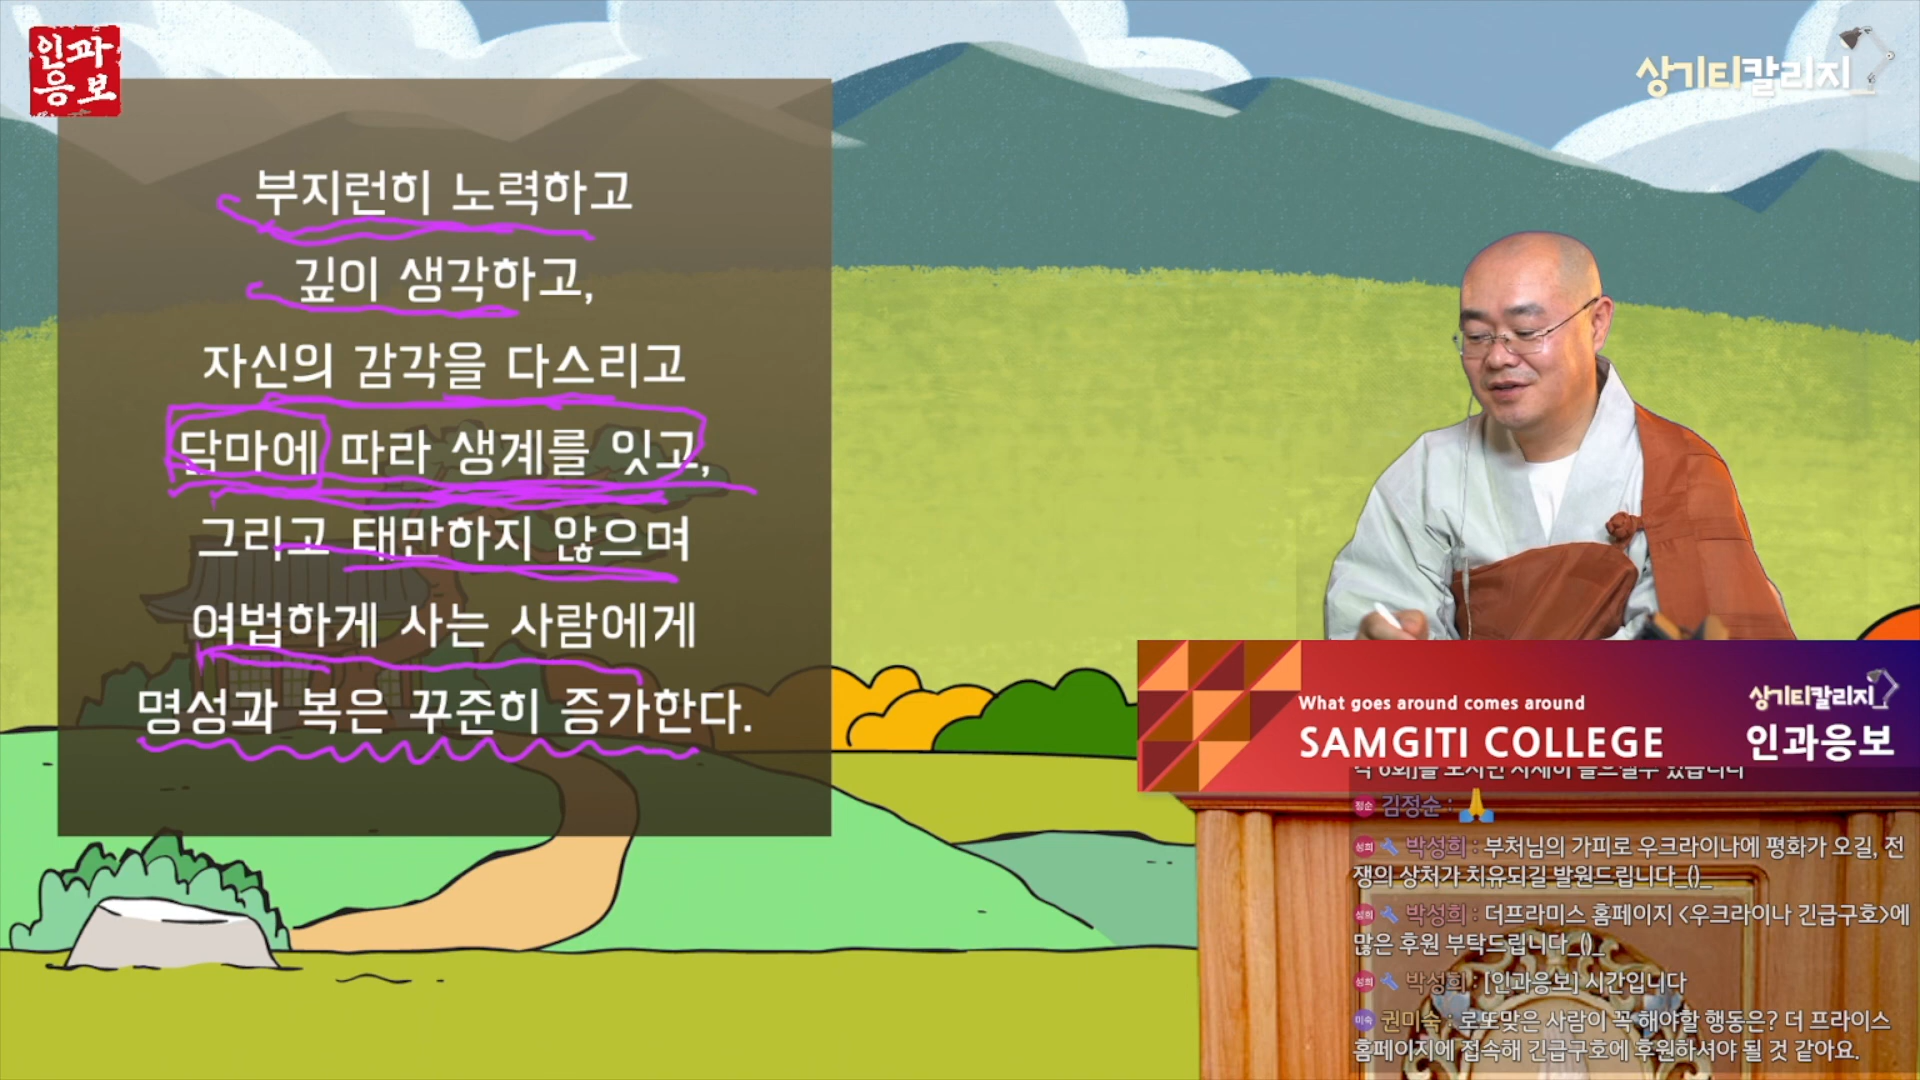 인과
응보
상기티칼리지
부지런히 노력하고
깊이 생각하고,
자신의 감각을 다스리고
담마에 따라 생계를 잇고,
그리고 태만하지 않으며
여법하게 사는 사람에게
명성과 복은 꾸준히 증가한다.
What goes around comes around
SAMGITI COLLEGE
상기티칼리지
인과응보
정순 김정순 : 🙏
성희 박성희 : 부처님의 가피로 우크라이나에 평화가 오길, 전
쟁의 상처가 치유되길 발원드립니다_()_
성희 박성희 : 더프라미스 홈페이지 <우크라이나 긴급구호>에
많은 후원 부탁드립니다_()_
성희 박성희 : [인과응보] 시간입니다
미숙 권미숙 : 로또맞은 사람이 꼭 해야할 행동은? 더 프라이스
홈페이지에 접속해 긴급구호에 후원하셔야 될 것 같아요.